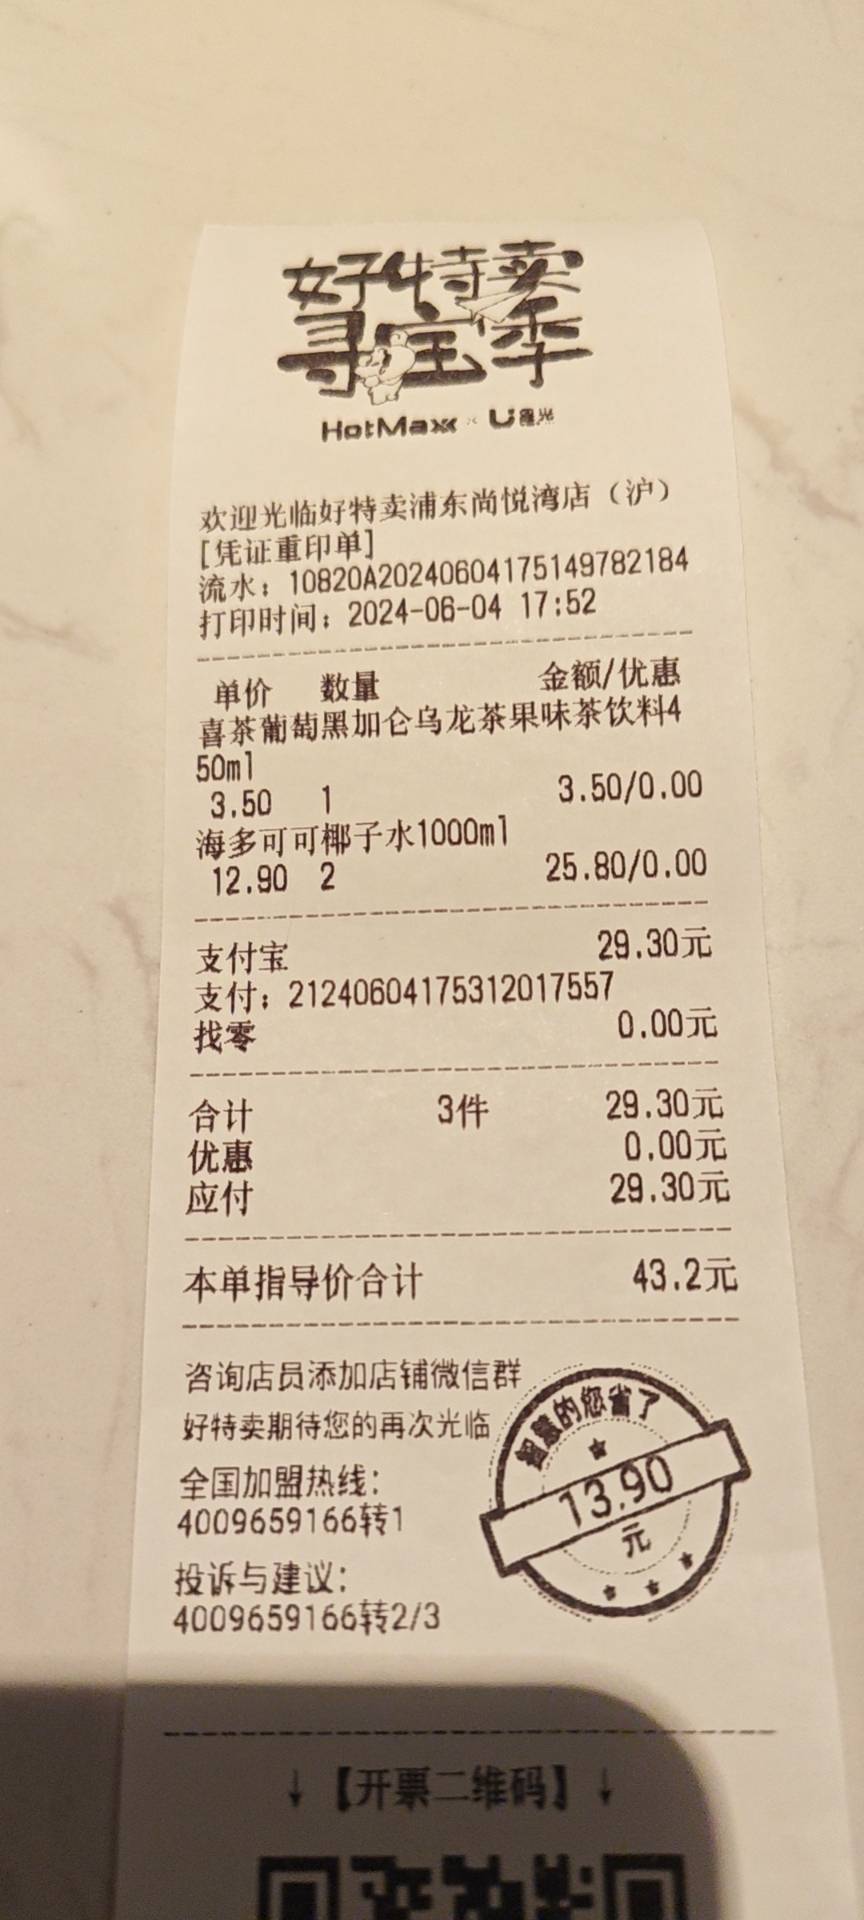 好特卖
寻宝季
HotMaxx × U鑫光
欢迎光临好特卖浦东尚悦湾店（沪）
[凭证重印单]
流水：10820A20240604175149782184
打印时间：2024-06-04 17:52
单价 数量 金额/优惠
喜茶葡萄黑加仑乌龙茶果味茶饮料4
50ml
3.50 1 3.50/0.00
海多可可椰子水1000ml
12.90 2 25.80/0.00
支付宝 29.30元
支付：21240604175312017557
找零 0.00元
合计 3件 29.30元
优惠 0.00元
应付 29.30元
本单指导价合计 43.2元
咨询店员添加店铺微信群
好特卖期待您的再次光临
全国加盟热线：
4009659166转1
投诉与建议：
4009659166转2/3
智慧的您省了
13.90
元
↓【开票二维码】↓